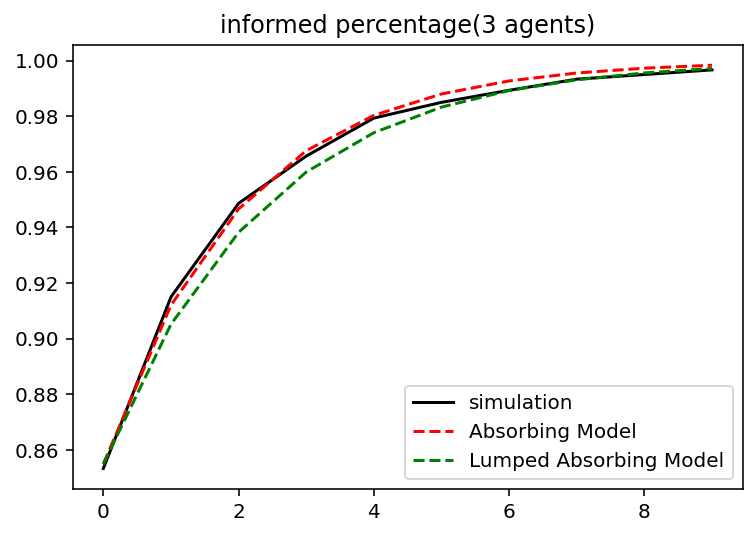 informed percentage(3 agents)
1.00
0.98
0.96
0.94
0.92
0.90
0.88
0.86
simulation
Absorbing Model
Lumped Absorbing Model
0 2 4 6 8